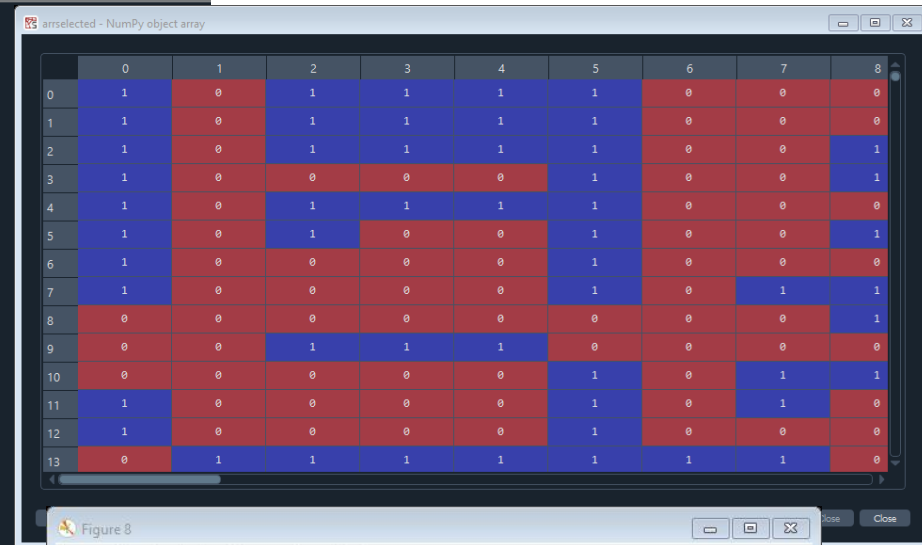 arrselected - NumPy object array
0 1 2 3 4 5 6 7 8
0 1 0 1 1 1 1 0 0 0
1 1 0 1 1 1 1 0 0 0
2 1 0 1 1 1 1 0 0 1
3 1 0 0 0 0 1 0 0 1
4 1 0 1 1 1 1 0 0 0
5 1 0 1 0 0 1 0 0 1
6 1 0 0 0 0 1 0 0 0
7 1 0 0 0 0 1 0 1 1
8 0 0 0 0 0 0 0 0 1
9 0 0 1 1 1 0 0 0 0
10 0 0 0 0 0 1 0 1 1
11 1 0 0 0 0 1 0 1 0
12 1 0 0 0 0 1 0 0 0
13 0 1 1 1 1 1 1 1 0
Close
Figure 8